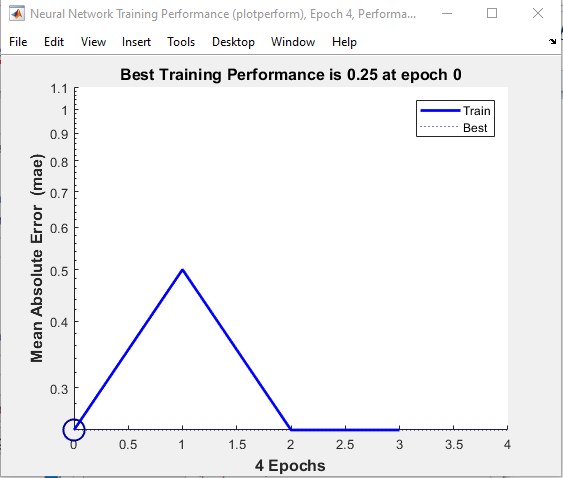 Neural Network Training Performance (plotperform), Epoch 4, Performa...
File Edit View Insert Tools Desktop Window Help
Best Training Performance is 0.25 at epoch 0
Mean Absolute Error (mae)
1.1
1
0.9
0.8
0.7
0.6
0.5
0.4
0.3
Train
Best
0 0.5 1 1.5 2 2.5 3 3.5 4
4 Epochs